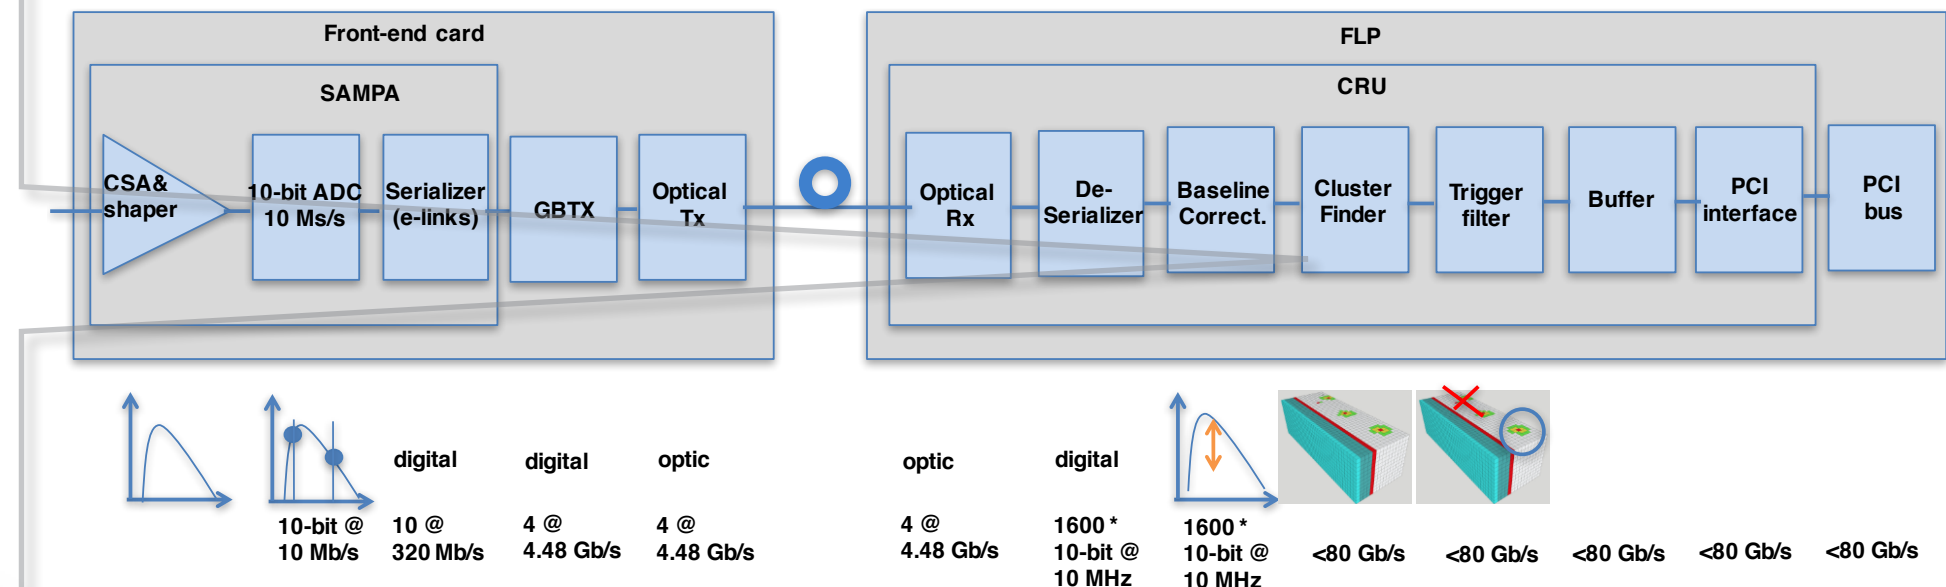 Front-end card
FLP
SAMPA
CRU
CSA&
shaper
10-bit ADC
10 Ms/s
Serializer
(e-links)
GBTX
Optical
Tx
Optical
Rx
De-
Serializer
Baseline
Correct.
Cluster
Finder
Trigger
filter
Buffer
PCI
interface
PCI
bus
digital
digital
optic
optic
digital
10-bit @
10 Mb/s
10 @
320 Mb/s
4 @
4.48 Gb/s
4 @
4.48 Gb/s
4 @
4.48 Gb/s
1600 *
10-bit @
10 MHz
1600 *
10-bit @
10 MHz
<80 Gb/s
<80 Gb/s
<80 Gb/s
<80 Gb/s
<80 Gb/s